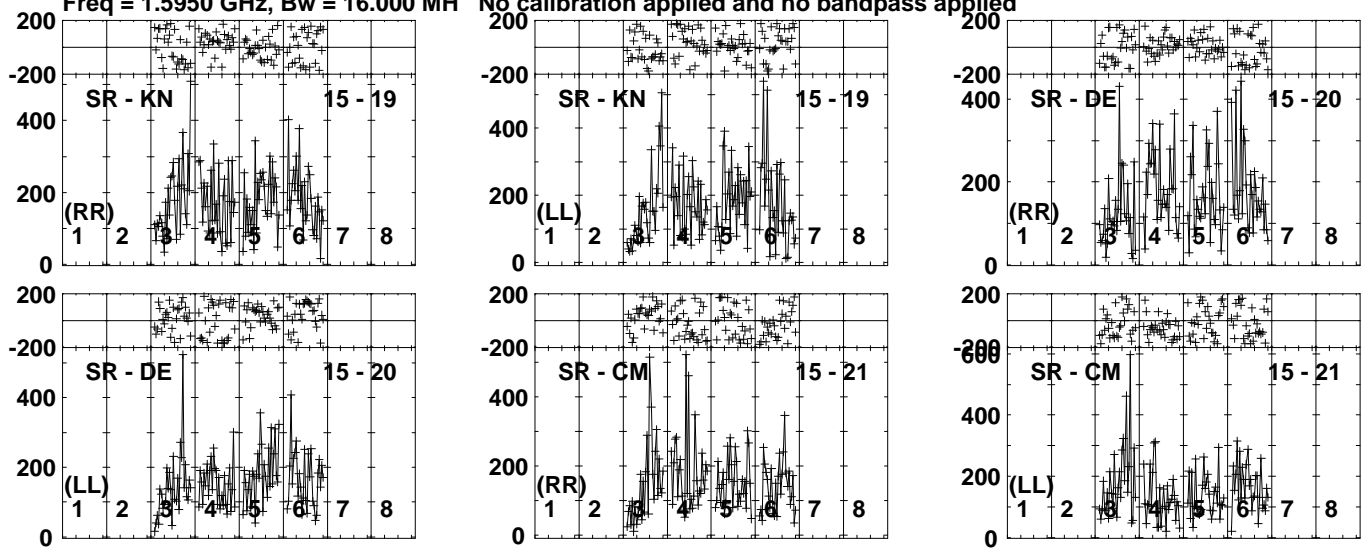 Freq = 1.5950 GHz, Bw = 16.000 MH No calibration applied and no bandpass applied
200 200 200
-200 -200 -200
SR - KN 15 - 19 SR - KN 15 - 19 SR - DE 15 - 20
400 400 400
200 200 200
(RR) (LL) (RR)
1 2 3 4 5 6 7 8 1 2 3 4 5 6 7 8 1 2 3 4 5 6 7 8
0 0 0
200 200 200
-200 -200 -200
600
SR - DE 15 - 20 SR - CM 15 - 21 SR - CM 15 - 21
400 400 400
200 200 200
(LL) (RR) (LL)
1 2 3 4 5 6 7 8 1 2 3 4 5 6 7 8 1 2 3 4 5 6 7 8
0 0 0